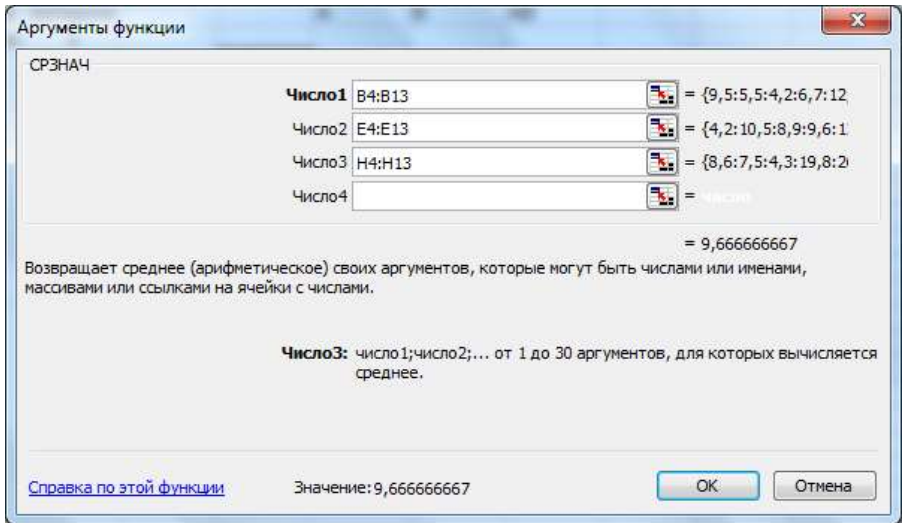 Аргументы функции
СРЗНАЧ
Число1 B4:B13 = {9,5:5,5:4,2:6,7:12
Число2 E4:E13 = {4,2:10,5:8,9:9,6:1
Число3 H4:H13 = {8,6:7,5:4,3:19,8:2
Число4 = число
= 9,666666667
Возвращает среднее (арифметическое) своих аргументов, которые могут быть числами или именами,
массивами или ссылками на ячейки с числами.
Число3: число1;число2;... от 1 до 30 аргументов, для которых вычисляется
среднее.
Справка по этой функции Значение:9,666666667 OK Отмена